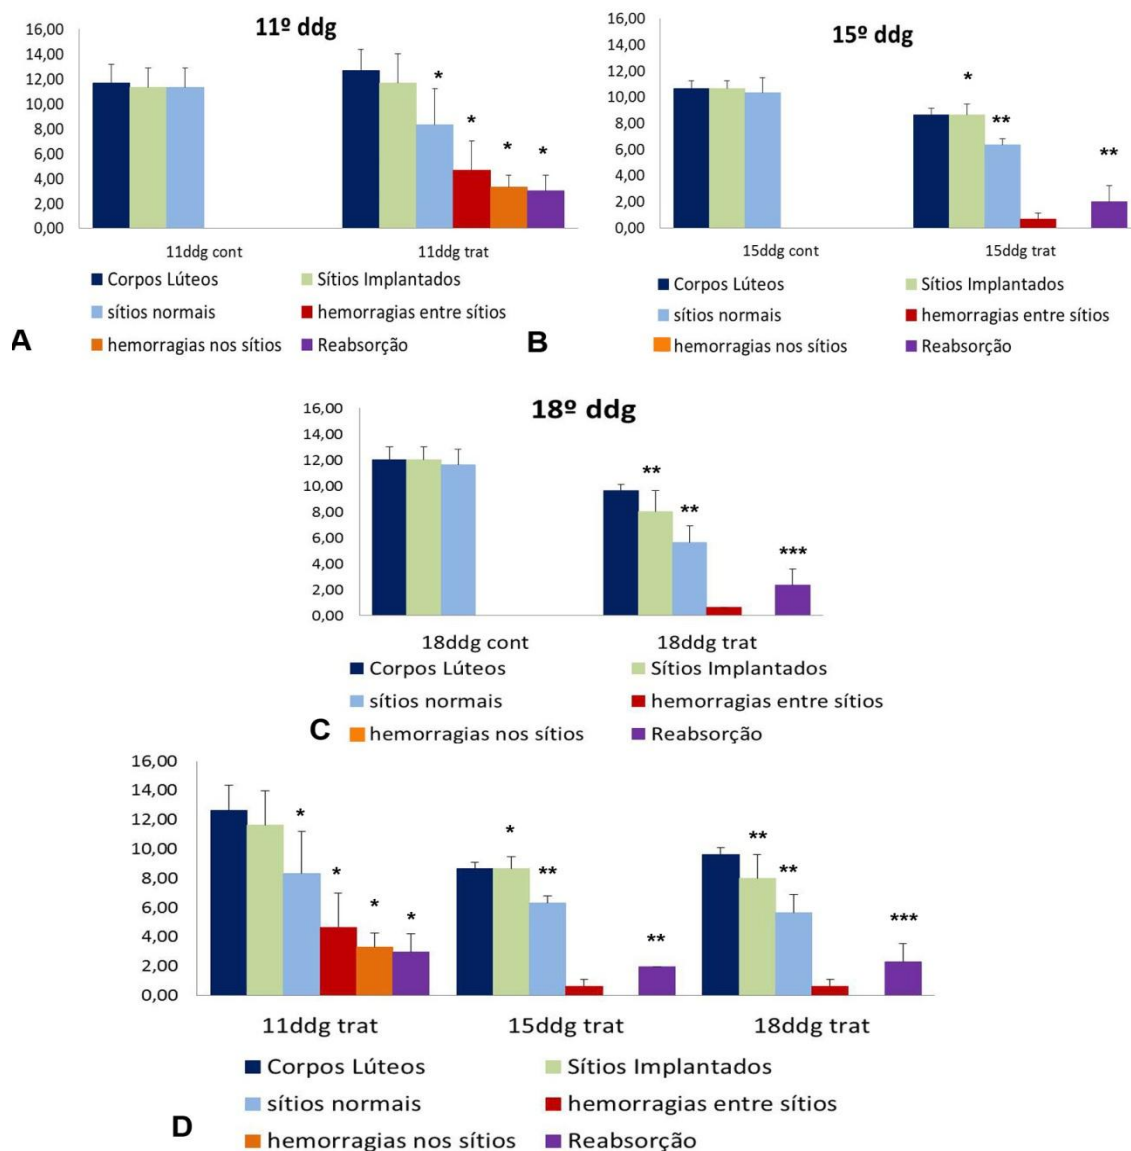 11º ddg
16,00
14,00
12,00
10,00
8,00
6,00
4,00
2,00
0,00
*
*
*
*
11ddg cont
11ddg trat
Corpos Lúteos
Sítios Implantados
sítios normais
hemorragias entre sítios
hemorragias nos sítios
Reabsorção
A
15º ddg
16,00
14,00
12,00
10,00
8,00
6,00
4,00
2,00
0,00
*
**
**
15ddg cont
15ddg trat
Corpos Lúteos
Sítios Implantados
sítios normais
hemorragias entre sítios
hemorragias nos sítios
Reabsorção
B
18º ddg
16,00
14,00
12,00
10,00
8,00
6,00
4,00
2,00
0,00
**
**
***
18ddg cont
18ddg trat
Corpos Lúteos
Sítios Implantados
sítios normais
hemorragias entre sítios
hemorragias nos sítios
Reabsorção
C
16,00
14,00
12,00
10,00
8,00
6,00
4,00
2,00
0,00
*
*
*
*
*
**
**
**
**
***
11ddg trat
15ddg trat
18ddg trat
Corpos Lúteos
Sítios Implantados
sítios normais
hemorragias entre sítios
hemorragias nos sítios
Reabsorção
D